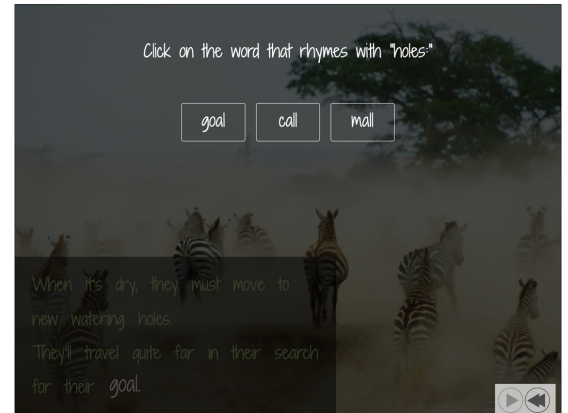 Click on the word that rhymes with "holes:"
goal
call
mall
When it's dry, they must move to
new watering holes.
They'll travel quite far in their search
for their goal.